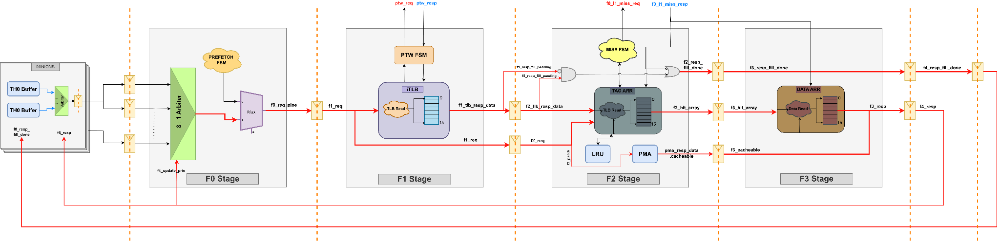 ptw_req
ptw_resp
f0_l1_miss_req
f0_l1_miss_resp
MINIONS
TH0 Buffer
TH0 Buffer
2 : 1
Arbiter
f6_resp_
fill_done
f5_resp
8 : 1 Arbiter
PREFETCH
FSM
Mux
f4_update_prio
F0 Stage
f0_req_pipe
f1_req
PTW FSM
iTLB
TLB Read
0
15
f1_tlb_resp_data
f1_req
F1 Stage
f1_resp_fill_pending
f2_resp_fill_pending
f2_tlb_resp_data
f2_req
f2_paddr
MISS FSM
TAG ARR
TLB Read
0
15
LRU
PMA
f2_resp_
fill_done
f2_hit_array
pma_resp_data
.cacheable
F2 Stage
f3_resp_fill_done
f3_hit_array
f3_cacheable
DATA ARR
Data Read
0
15
f3_resp
F3 Stage
f4_resp_fill_done
f4_resp